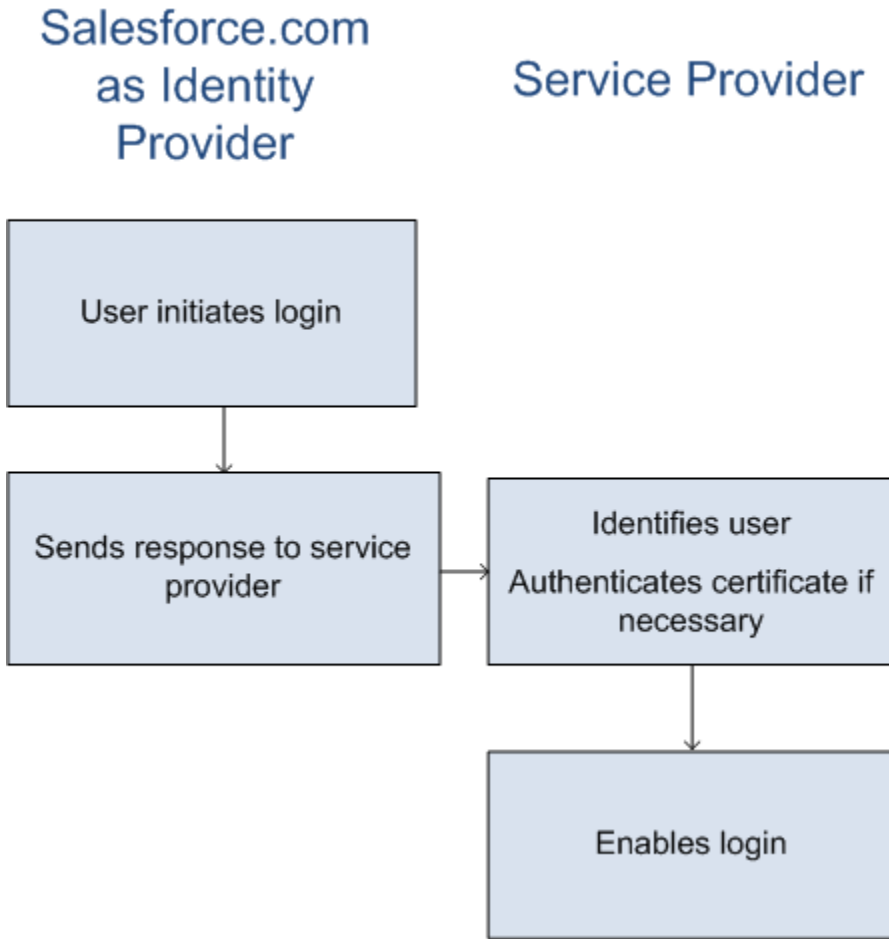 Salesforce.com
as Identity
Provider
Service Provider
User initiates login
Sends response to service
provider
Identifies user
Authenticates certificate if
necessary
Enables login